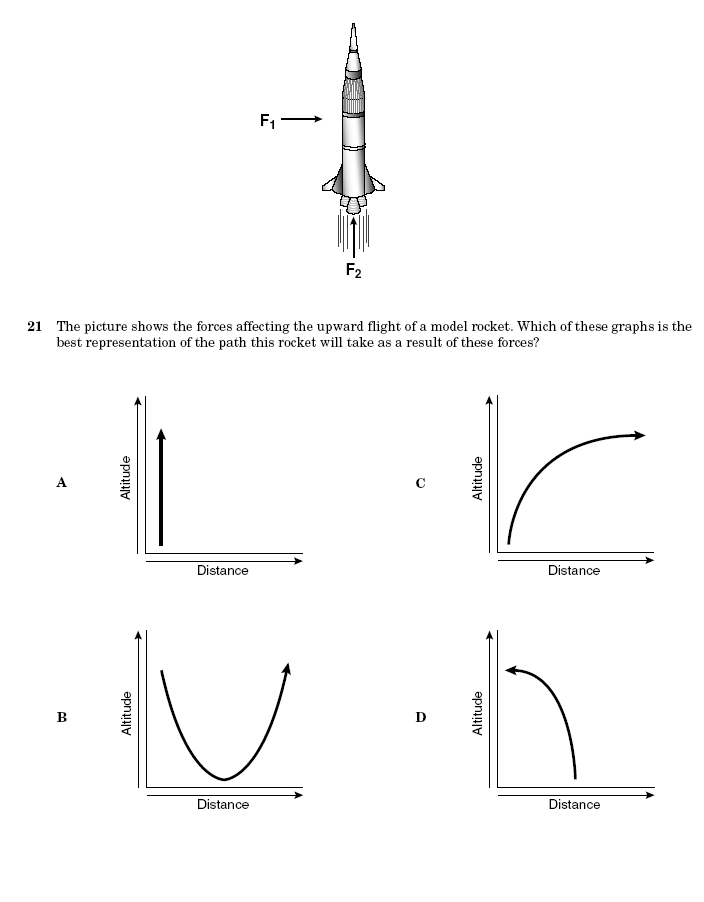 F1
F2
21 The picture shows the forces affecting the upward flight of a model rocket. Which of these graphs is the
best representation of the path this rocket will take as a result of these forces?
A
Altitude
Distance
C
Altitude
Distance
B
Altitude
Distance
D
Altitude
Distance